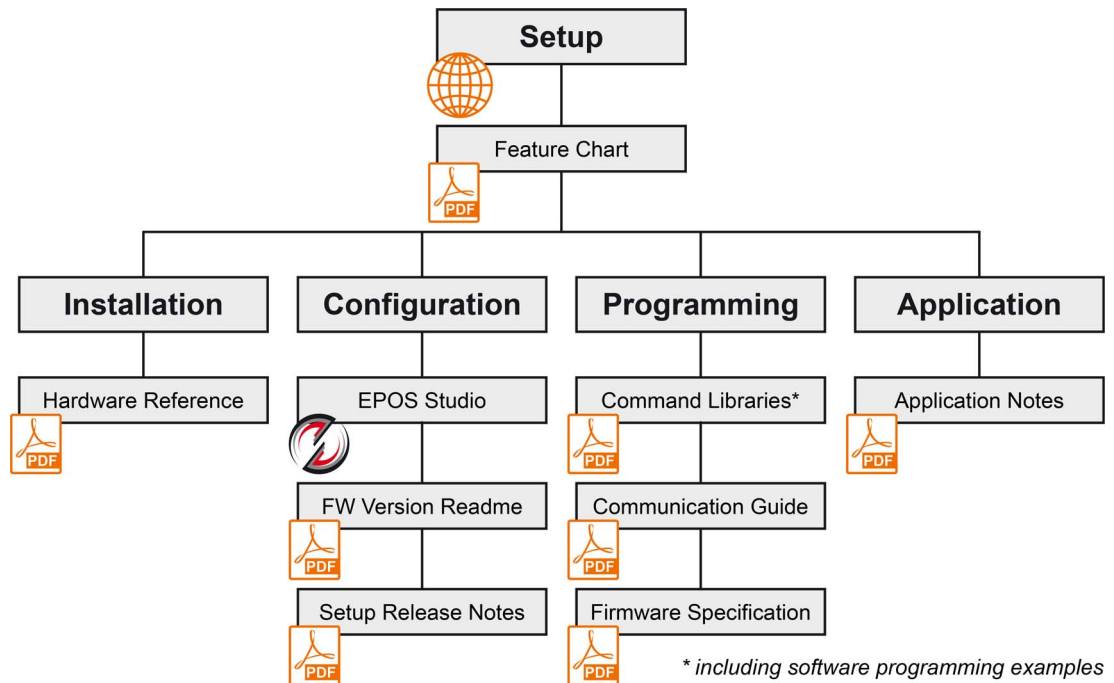 Setup
Feature Chart
PDF
Installation
Configuration
Programming
Application
Hardware Reference
EPOS Studio
Command Libraries*
Application Notes
PDF
PDF
PDF
FW Version Readme
Communication Guide
PDF
PDF
Setup Release Notes
Firmware Specification
PDF
PDF
* including software programming examples